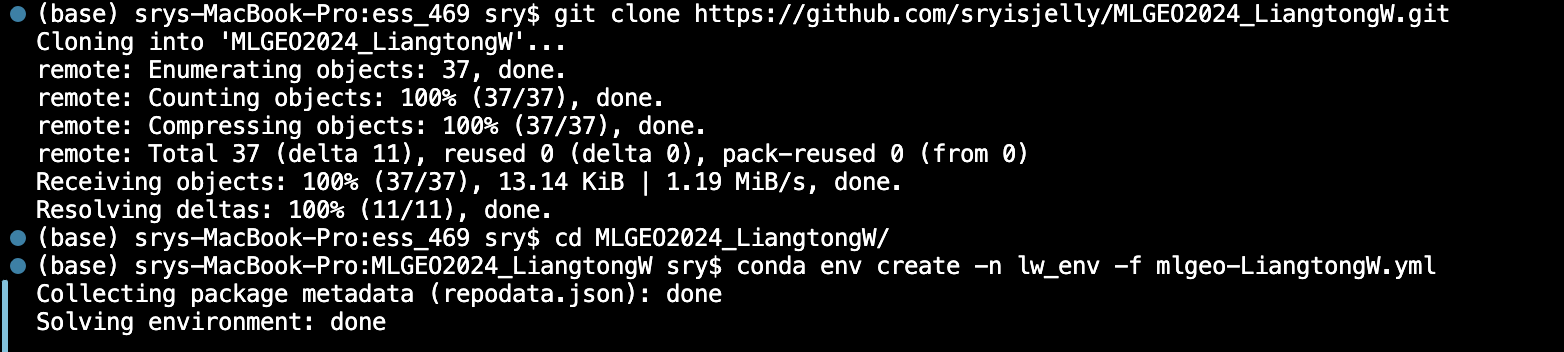 (base) srys-MacBook-Pro:ess_469 sry$ git clone https://github.com/sryisjelly/MLGEO2024_LiangtongW.git
Cloning into 'MLGEO2024_LiangtongW'...
remote: Enumerating objects: 37, done.
remote: Counting objects: 100% (37/37), done.
remote: Compressing objects: 100% (37/37), done.
remote: Total 37 (delta 11), reused 0 (delta 0), pack-reused 0 (from 0)
Receiving objects: 100% (37/37), 13.14 KiB | 1.19 MiB/s, done.
Resolving deltas: 100% (11/11), done.
(base) srys-MacBook-Pro:ess_469 sry$ cd MLGEO2024_LiangtongW/
(base) srys-MacBook-Pro:MLGEO2024_LiangtongW sry$ conda env create -n lw_env -f mlgeo-LiangtongW.yml
Collecting package metadata (repodata.json): done
Solving environment: done